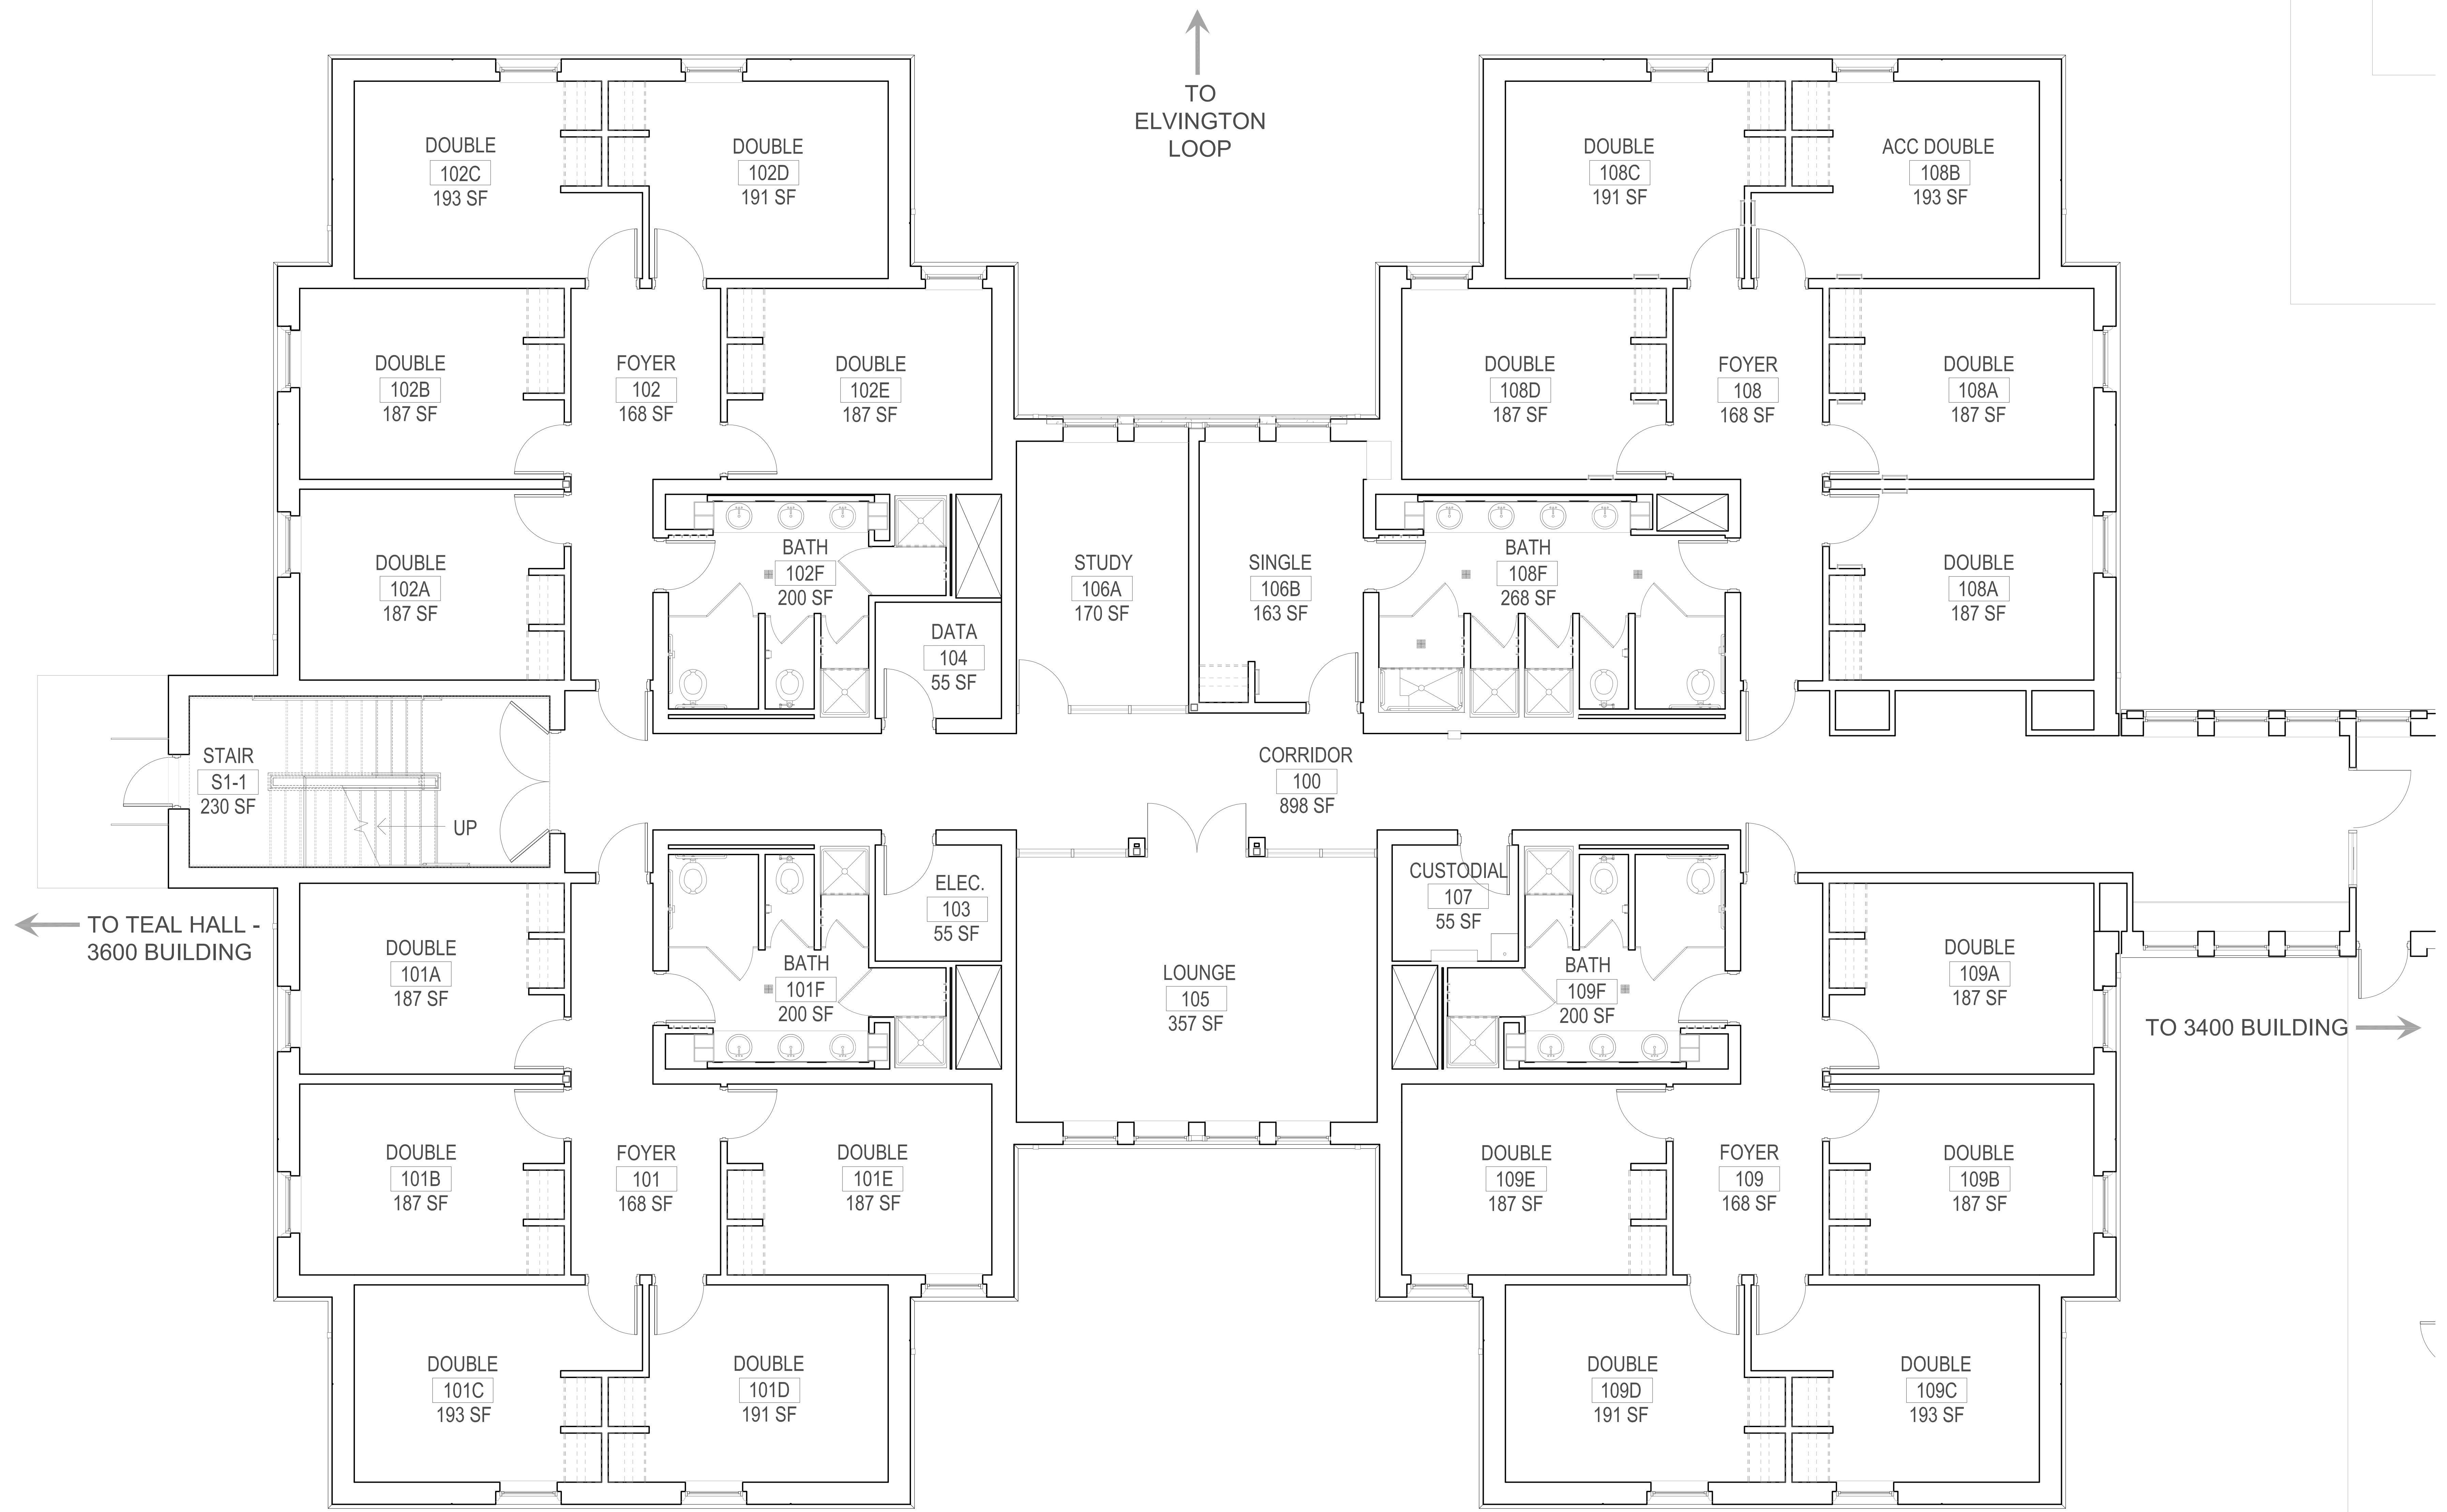 TO
ELVINGTON
LOOP
DOUBLE
102C
193 SF
DOUBLE
102D
191 SF
DOUBLE
108C
191 SF
ACC DOUBLE
108B
193 SF
DOUBLE
102B
187 SF
FOYER
102
168 SF
DOUBLE
102E
187 SF
DOUBLE
108D
187 SF
FOYER
108
168 SF
DOUBLE
108A
187 SF
DOUBLE
102A
187 SF
BATH
102F
200 SF
DATA
104
55 SF
STUDY
106A
170 SF
SINGLE
106B
163 SF
BATH
108F
268 SF
DOUBLE
108A
187 SF
STAIR
S1-1
230 SF
UP
CORRIDOR
100
898 SF
TO TEAL HALL -
3600 BUILDING
DOUBLE
101A
187 SF
BATH
101F
200 SF
ELEC.
103
55 SF
LOUNGE
105
357 SF
CUSTODIAL
107
55 SF
BATH
109F
200 SF
DOUBLE
109A
187 SF
TO 3400 BUILDING
DOUBLE
101B
187 SF
FOYER
101
168 SF
DOUBLE
101E
187 SF
DOUBLE
109E
187 SF
FOYER
109
168 SF
DOUBLE
109B
187 SF
DOUBLE
101C
193 SF
DOUBLE
101D
191 SF
DOUBLE
109D
191 SF
DOUBLE
109C
193 SF